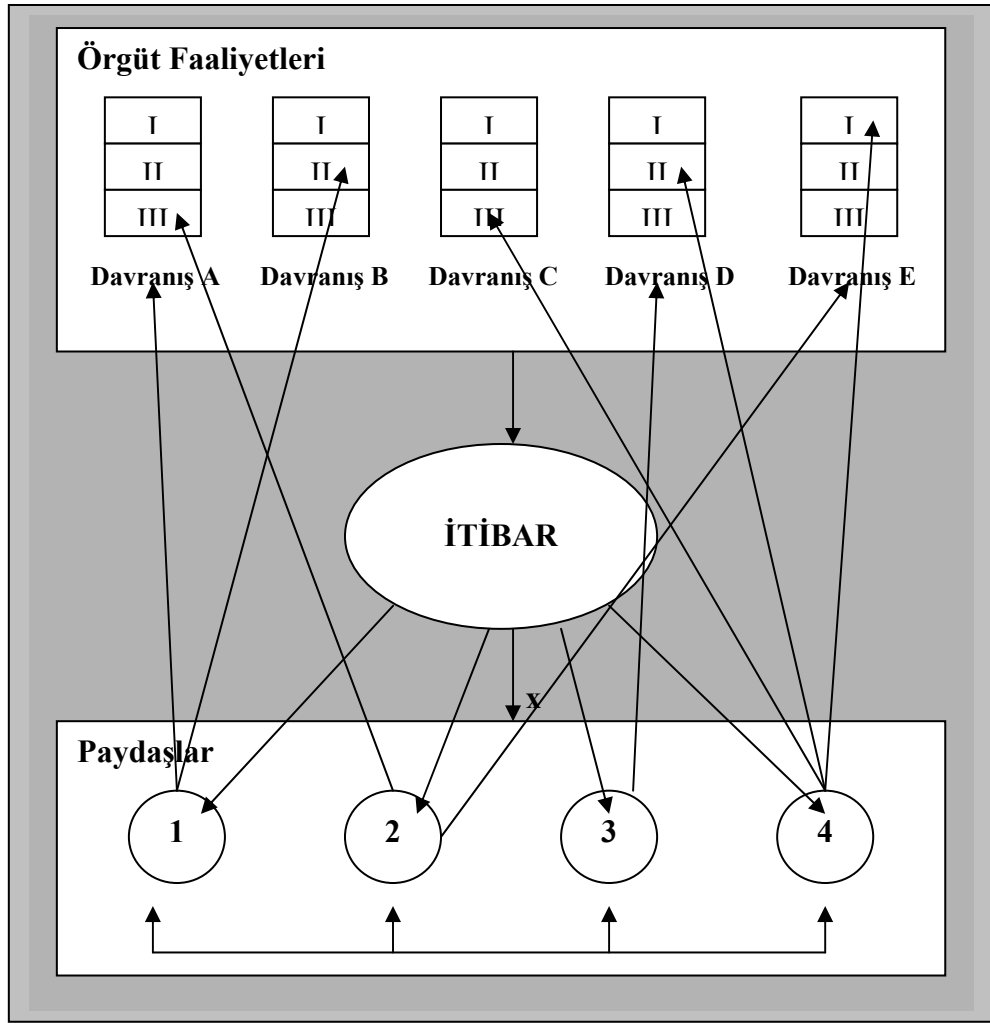 Örgüt Faaliyetleri
I I I I I
II II II II II
III III III III III
Davranış A Davranış B Davranış C Davranış D Davranış E
İTİBAR
x
Paydaşlar
1 2 3 4